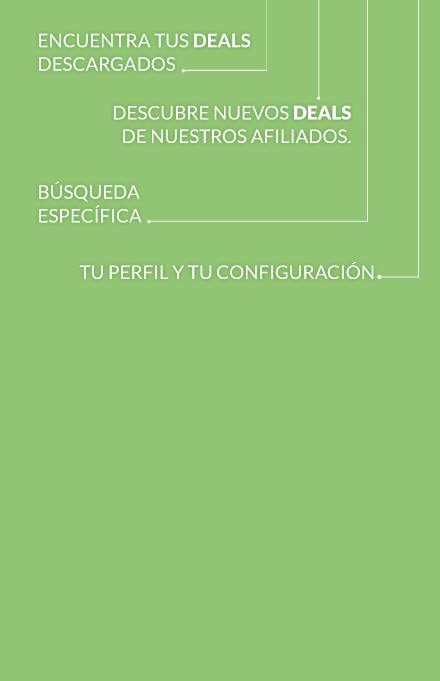 ENCUENTRA TUS DEALS
DESCARGADOS
DESCUBRE NUEVOS DEALS
DE NUESTROS AFILIADOS.
BÚSQUEDA
ESPECÍFICA
TU PERFIL Y TU CONFIGURACIÓN